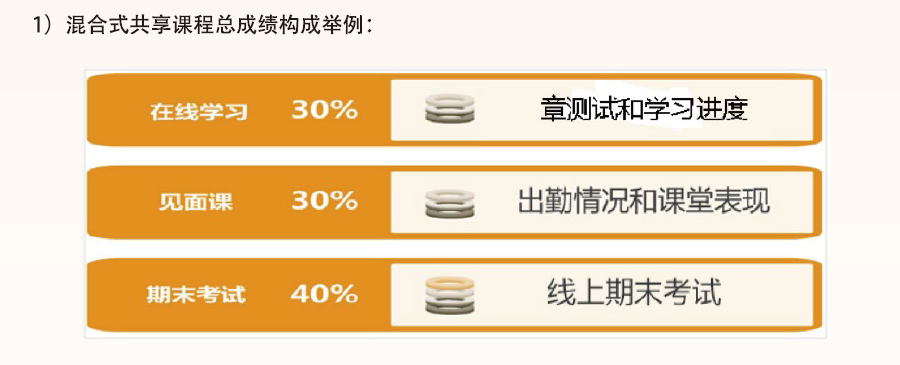 1）混合式共享课程总成绩构成举例：
在线学习 30% 章测试和学习进度
见面课 30% 出勤情况和课堂表现
期末考试 40% 线上期末考试